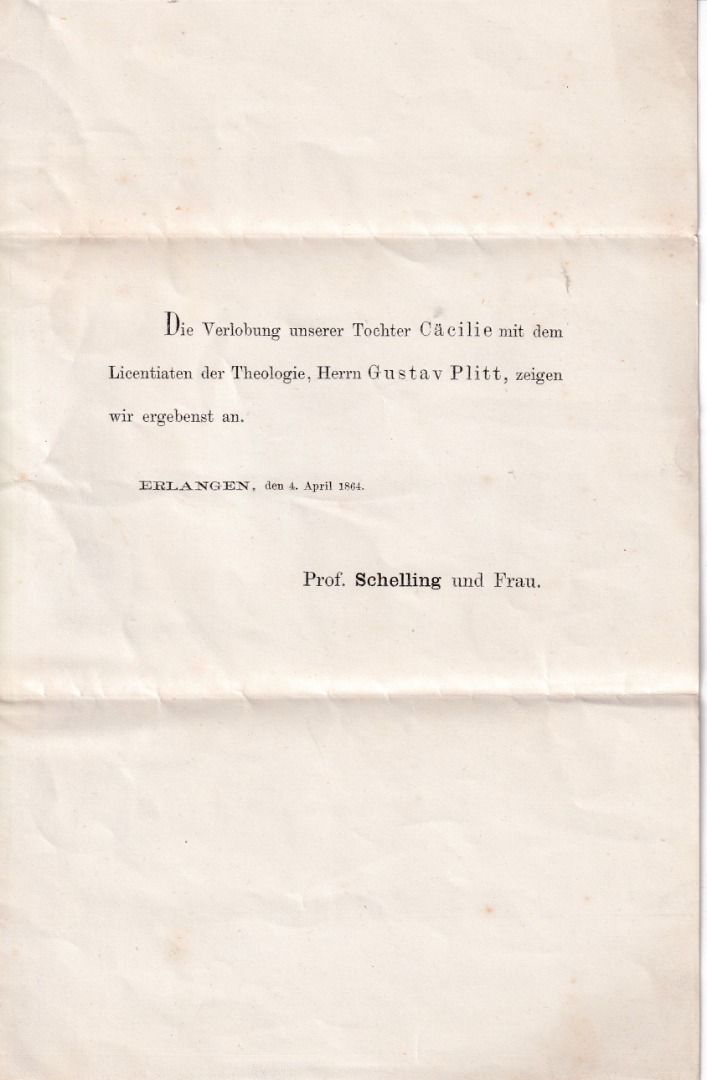 Die Verlobung unserer Tochter Cäcilie mit dem
Licentiaten der Theologie, Herrn Gustav Plitt, zeigen
wir ergebenst an.
ERLANGEN, den 4. April 1864.
Prof. Schelling und Frau.